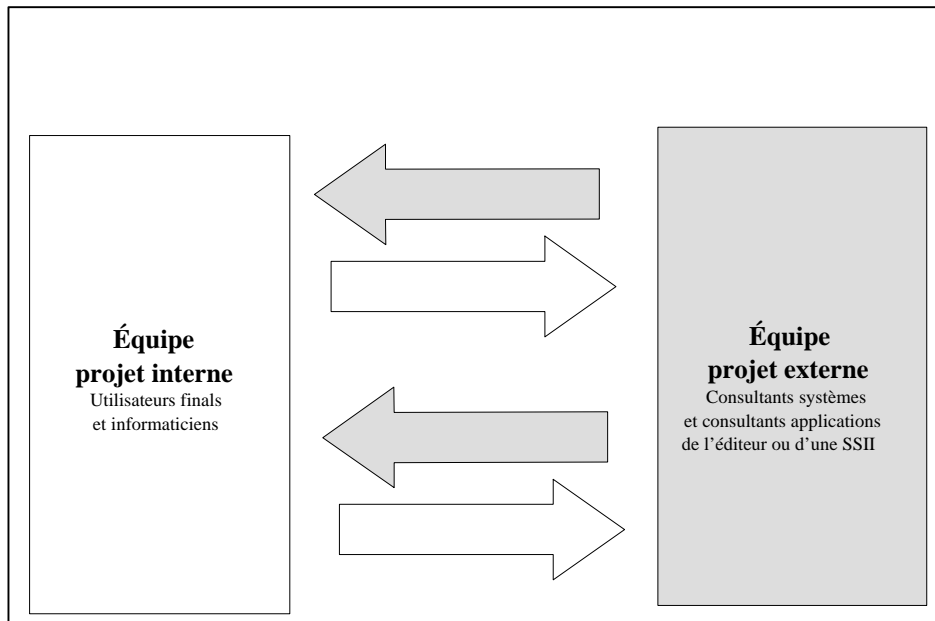 Équipe
projet interne
Utilisateurs finals
et informaticiens
Équipe
projet externe
Consultants systèmes
et consultants applications
de l’éditeur ou d’une SSII